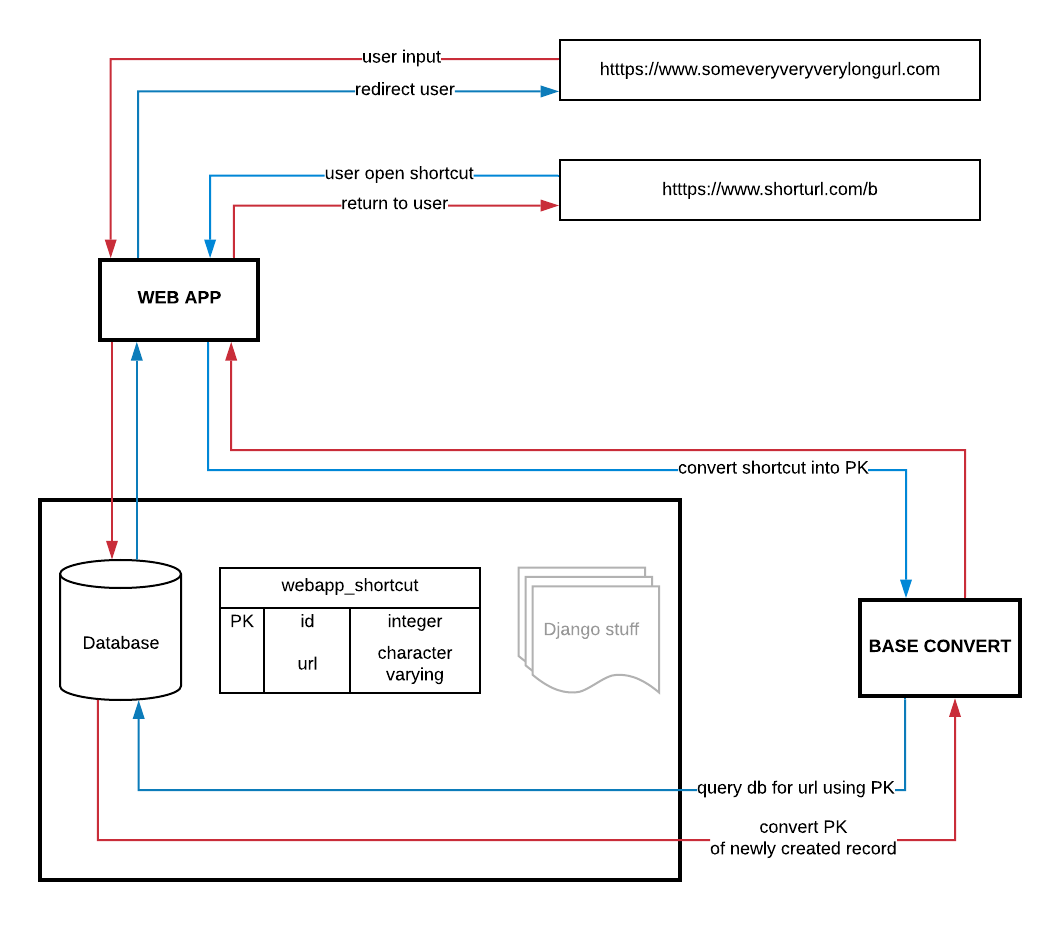 user input
htttps://www.someveryveryverylongurl.com
redirect user
user open shortcut
htttps://www.shorturl.com/b
return to user
WEB APP
convert shortcut into PK
webapp_shortcut
PK
id
integer
url
character
varying
Django stuff
Database
BASE CONVERT
query db for url using PK
convert PK
of newly created record